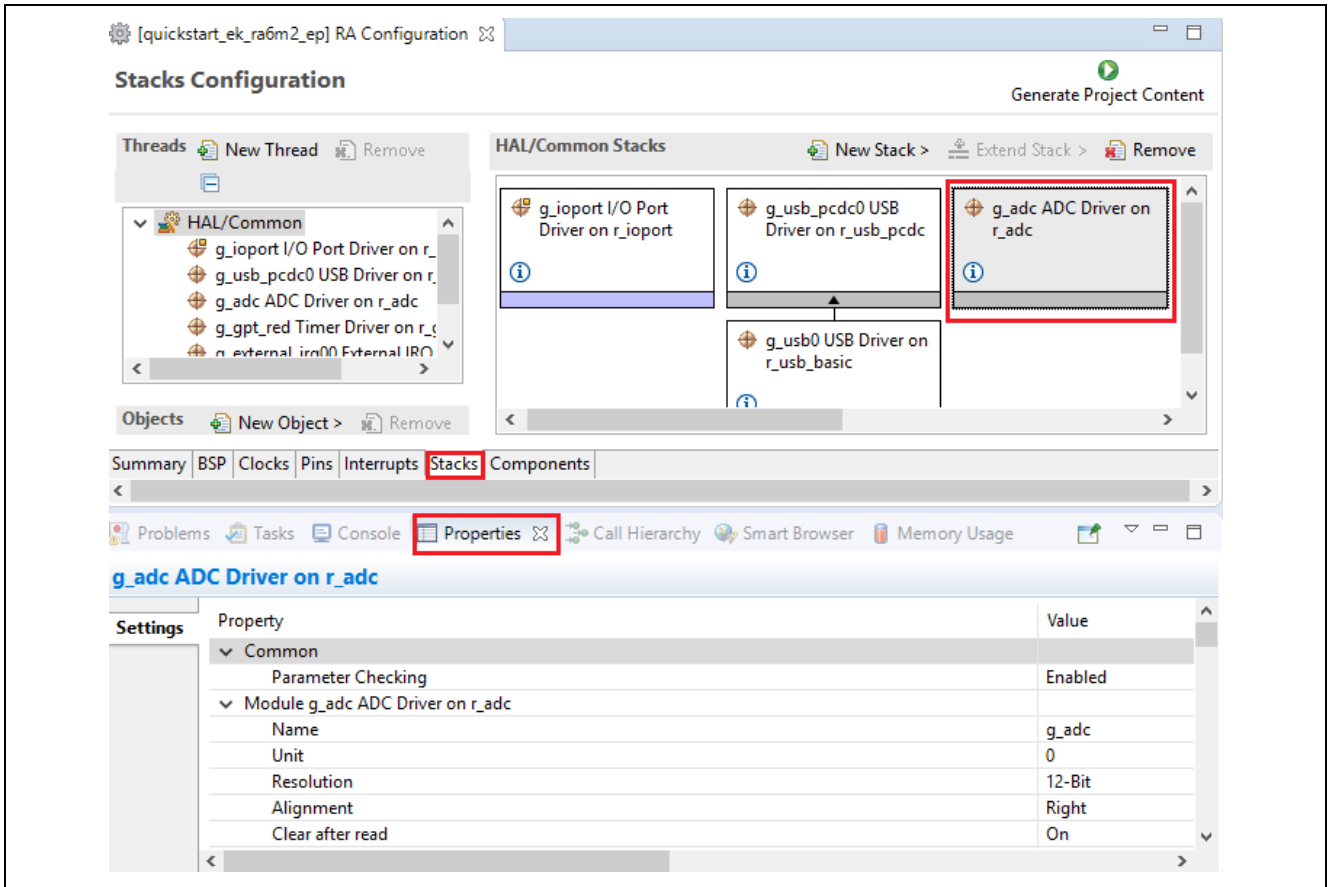 [quickstart_ek_ra6m2_ep] RA Configuration
Stacks Configuration
Generate Project Content
Threads New Thread Remove
HAL/Common
g_ioport I/O Port Driver on r_
g_usb_pcdc0 USB Driver on r_
g_adc ADC Driver on r_adc
g_gpt_red Timer Driver on r_g
g_external_irq00 External IRQ
Objects New Object > Remove
HAL/Common Stacks New Stack > Extend Stack > Remove
g_ioport I/O Port
Driver on r_ioport
g_usb_pcdc0 USB
Driver on r_usb_pcdc
g_adc ADC Driver on
r_adc
g_usb0 USB Driver on
r_usb_basic
Summary BSP Clocks Pins Interrupts Stacks Components
Problems Tasks Console Properties Call Hierarchy Smart Browser Memory Usage
g_adc ADC Driver on r_adc
Settings
Property Value
Common
Parameter Checking Enabled
Module g_adc ADC Driver on r_adc
Name g_adc
Unit 0
Resolution 12-Bit
Alignment Right
Clear after read On